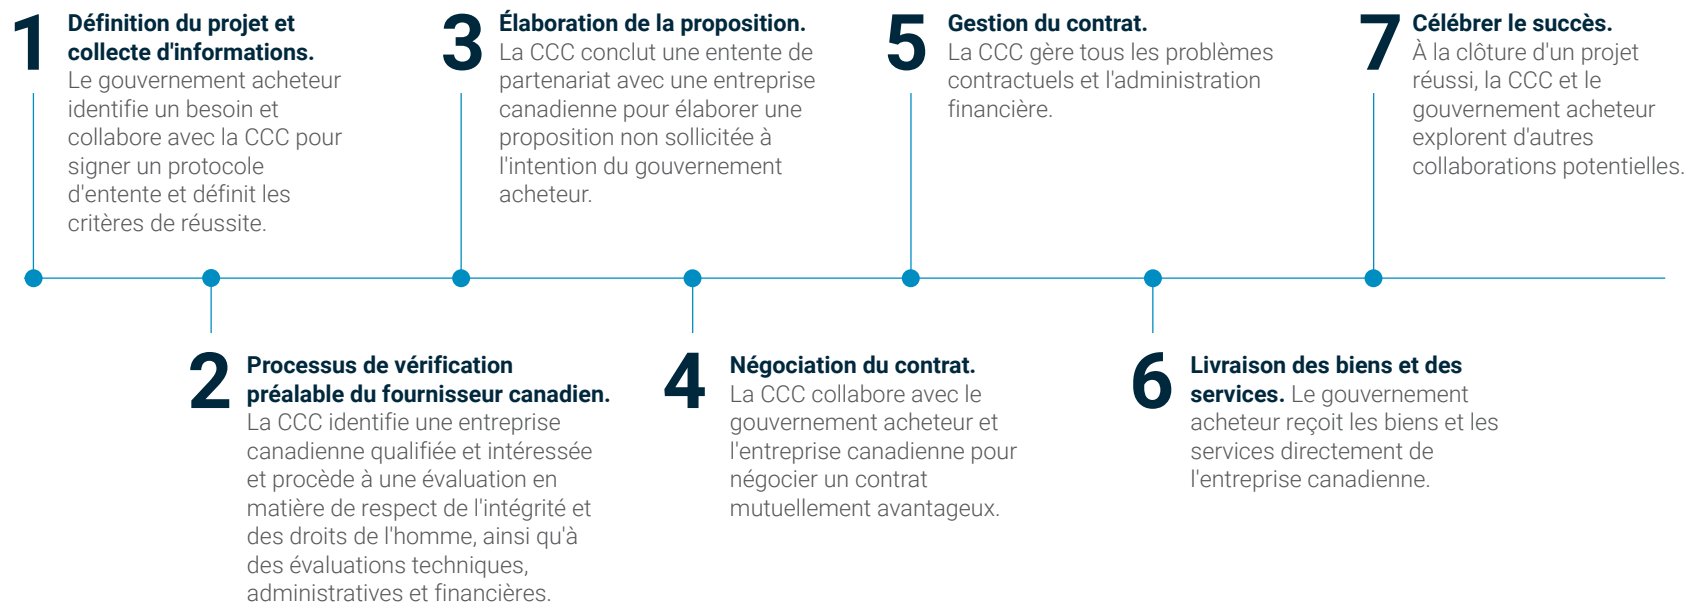 1
Définition du projet et
collecte d'informations.
Le gouvernement acheteur
identifie un besoin et
collabore avec la CCC pour
signer un protocole
d'entente et définit les
critères de réussite.
2
Processus de vérification
préalable du fournisseur canadien.
La CCC identifie une entreprise
canadienne qualifiée et intéressée
et procède à une évaluation en
matière de respect de l'intégrité et
des droits de l'homme, ainsi qu'à
des évaluations techniques,
administratives et financières.
3
Élaboration de la proposition.
La CCC conclut une entente de
partenariat avec une entreprise
canadienne pour élaborer une
proposition non sollicitée à
l'intention du gouvernement
acheteur.
4
Négociation du contrat.
La CCC collabore avec le
gouvernement acheteur et
l'entreprise canadienne pour
négocier un contrat
mutuellement avantageux.
5
Gestion du contrat.
La CCC gère tous les problèmes
contractuels et l'administration
financière.
6
Livraison des biens et des
services. Le gouvernement
acheteur reçoit les biens et les
services directement de
l'entreprise canadienne.
7
Célébrer le succès.
À la clôture d'un projet
réussi, la CCC et le
gouvernement acheteur
explorent d'autres
collaborations potentielles.